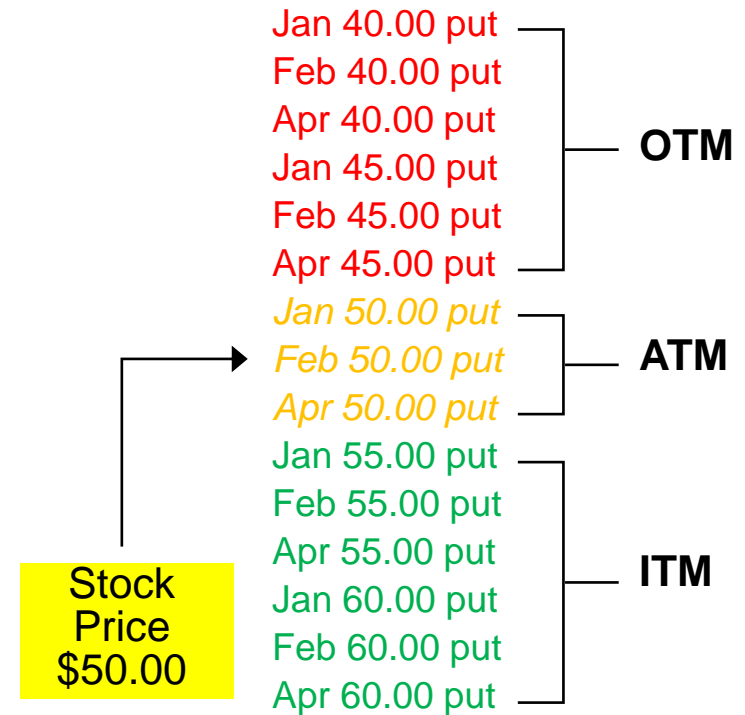 Jan 40.00 put
Feb 40.00 put
Apr 40.00 put
Jan 45.00 put
Feb 45.00 put
Apr 45.00 put
OTM
Jan 50.00 put
Feb 50.00 put
Apr 50.00 put
ATM
Jan 55.00 put
Feb 55.00 put
Apr 55.00 put
Jan 60.00 put
Feb 60.00 put
Apr 60.00 put
ITM
Stock
Price
$50.00